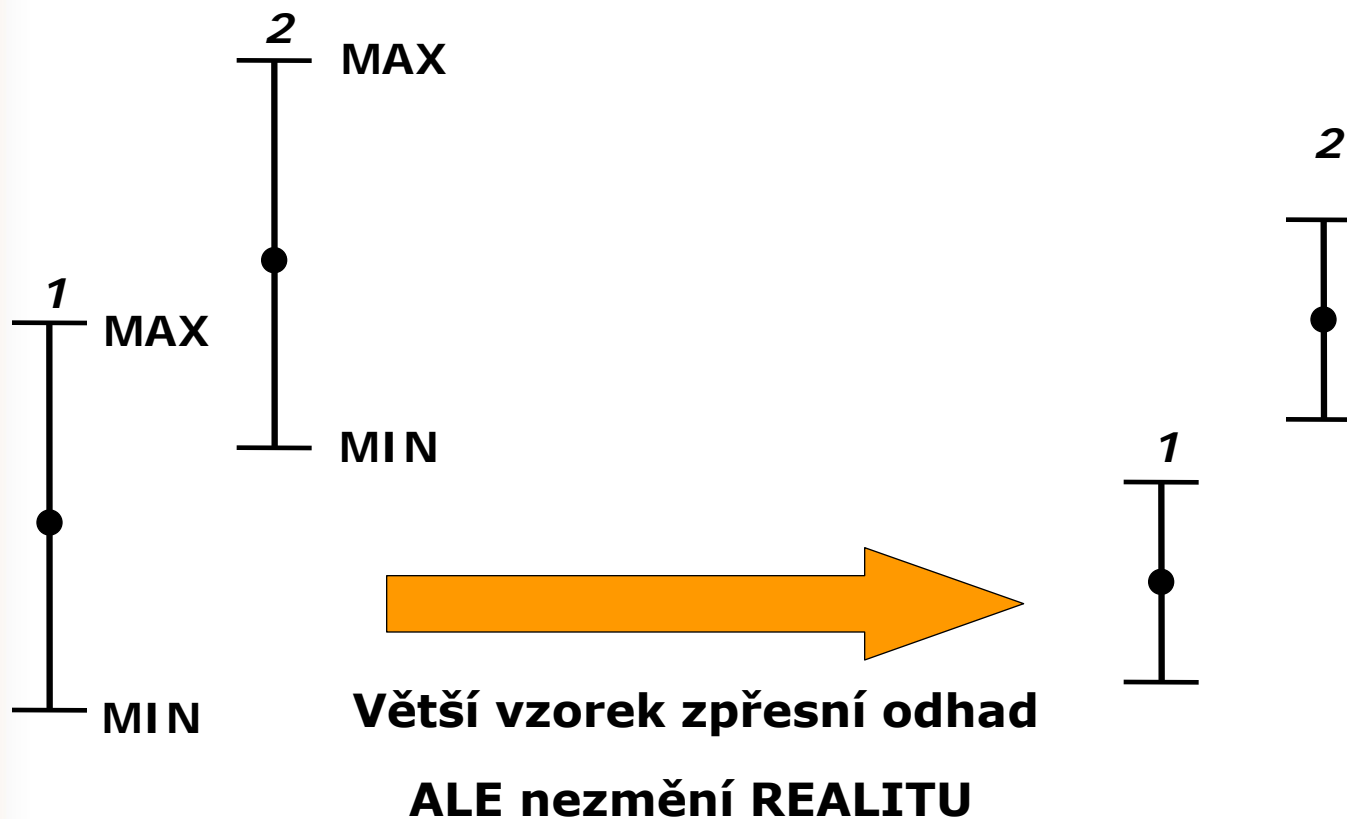 2
MAX
2
1
MAX
MIN
1
MIN
Větší vzorek zpřesní odhad
ALE nezmění REALITU